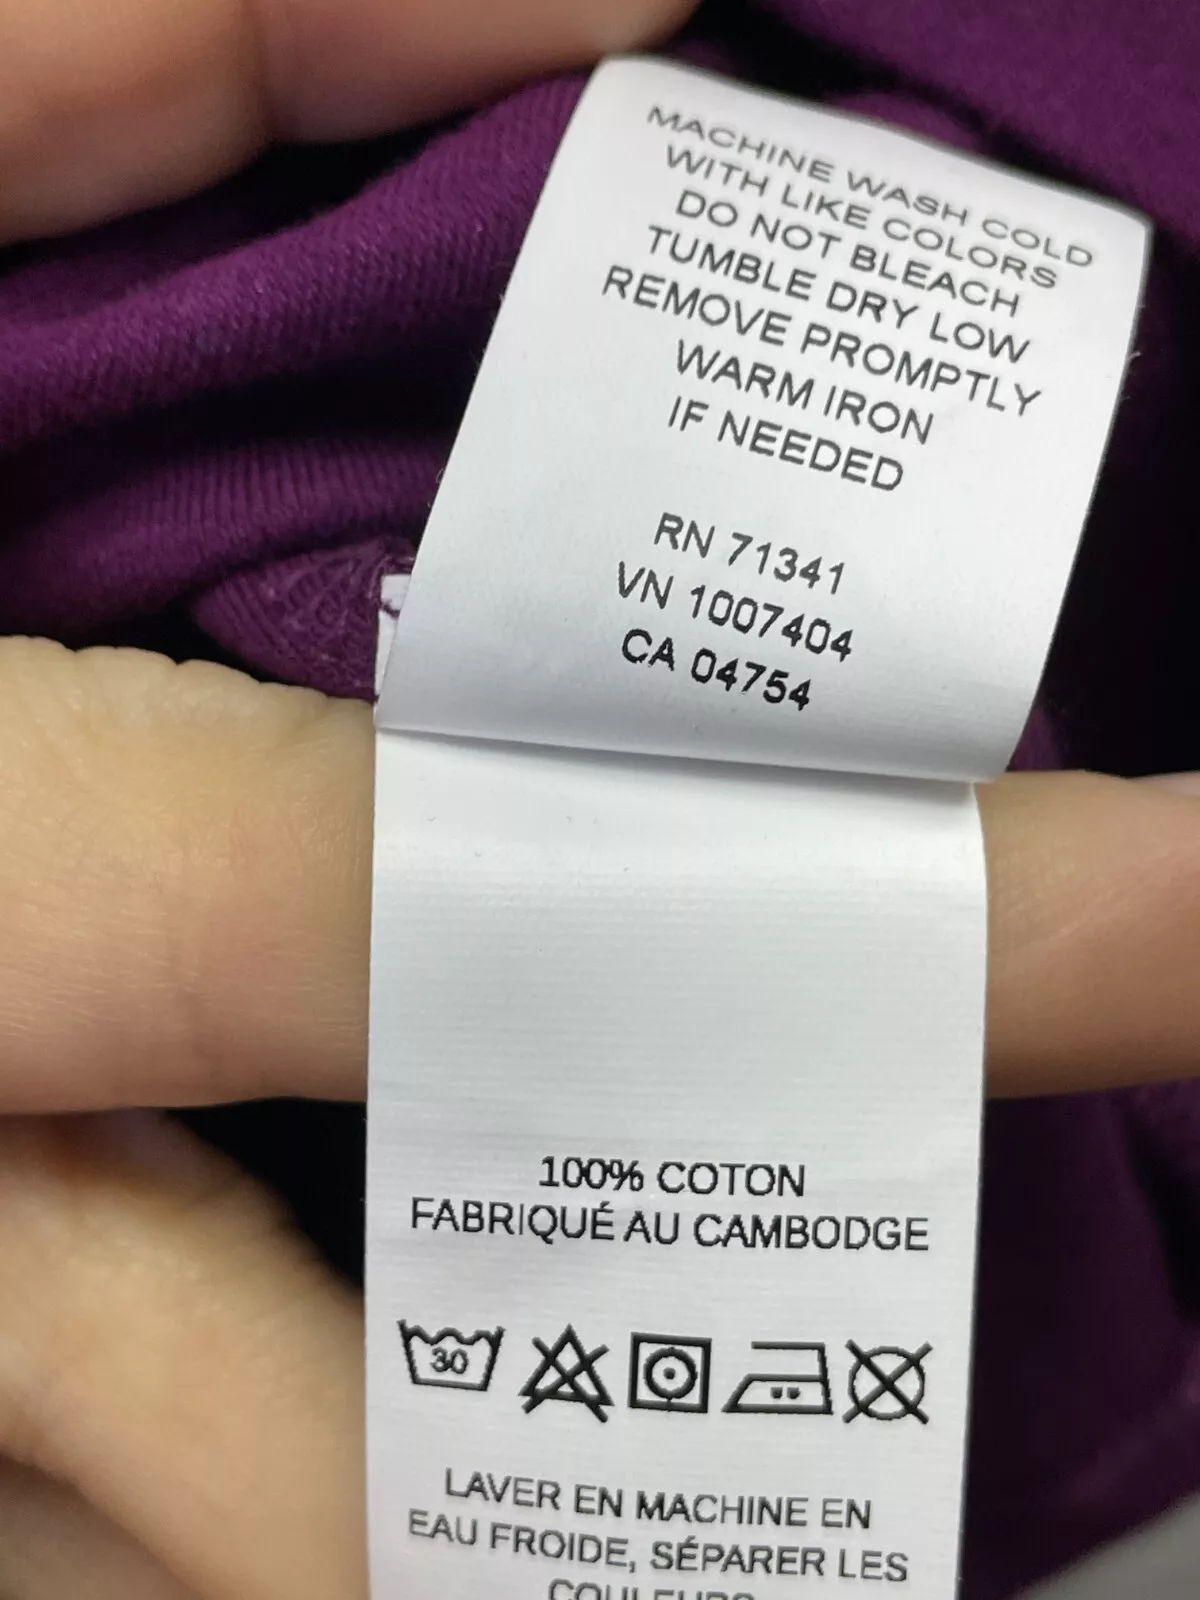 MACHINE WASH COLD
WITH LIKE COLORS
DO NOT BLEACH
TUMBLE DRY LOW
REMOVE PROMPTLY
WARM IRON
IF NEEDED
RN 71341
VN 1007404
CA 04754
100% COTON
FABRIQUÉ AU CAMBODGE
30
LAVER EN MACHINE EN
EAU FROIDE, SÉPARER LES
COULEURS